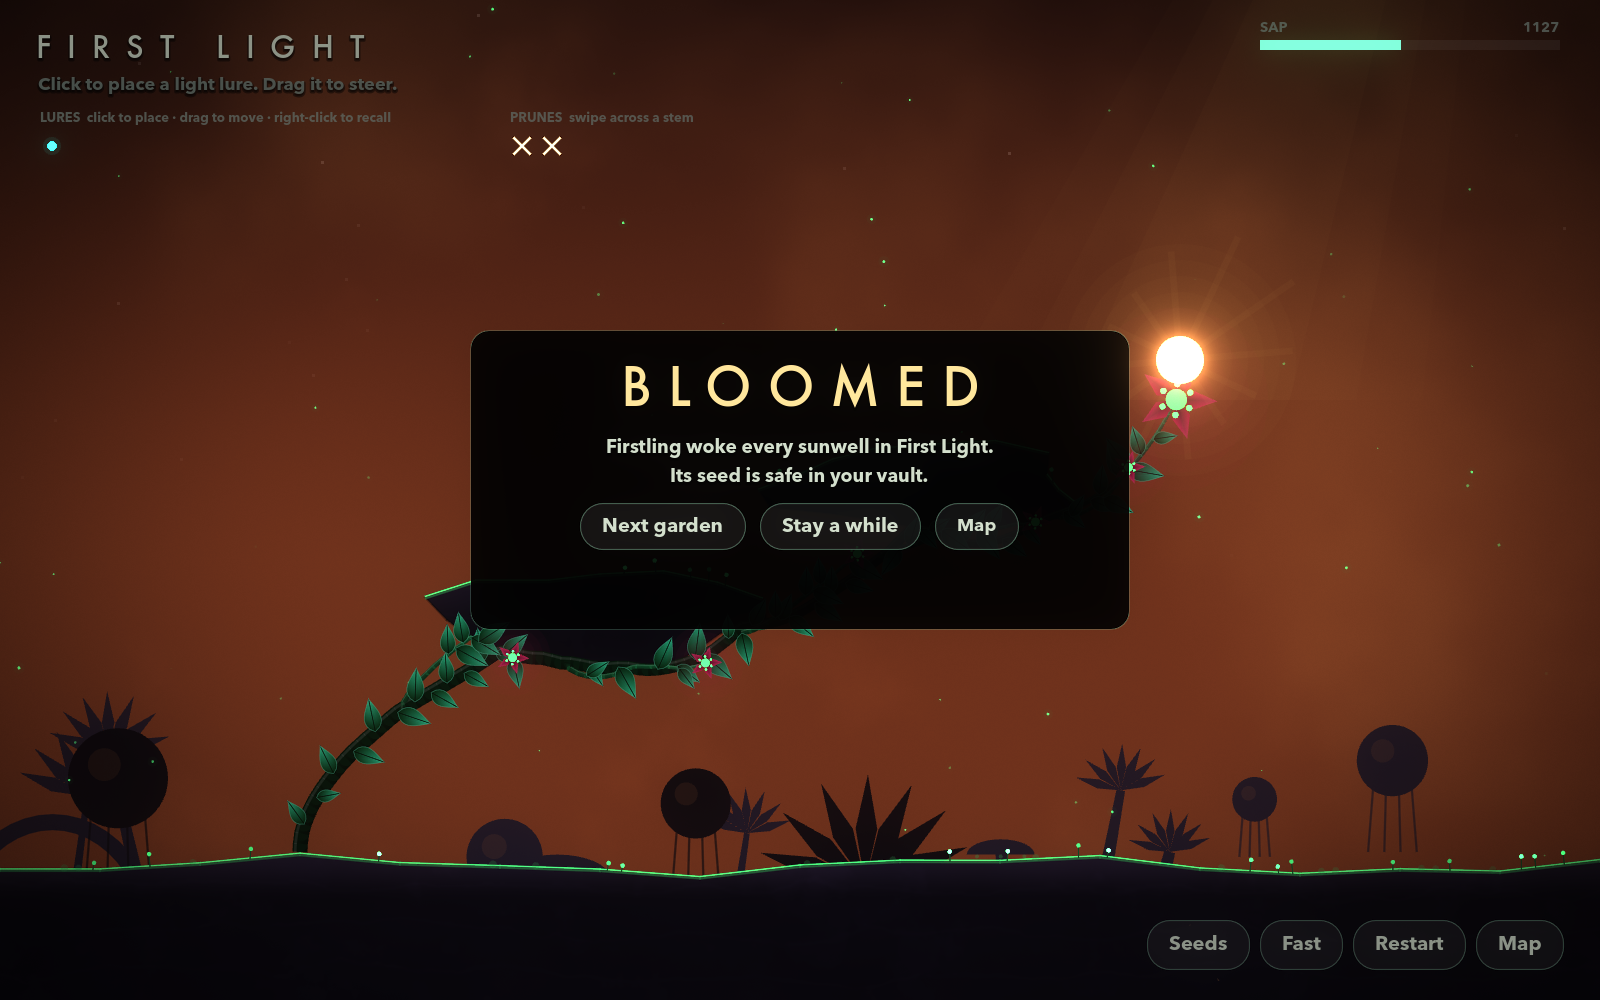 FIRST LIGHT
SAP 1127
Click to place a light lure. Drag it to steer.
LURES click to place · drag to move · right-click to recall
PRUNES swipe across a stem
BLOOMED
Firstling woke every sunwell in First Light.
Its seed is safe in your vault.
Next garden Stay a while Map
Seeds Fast Restart Map